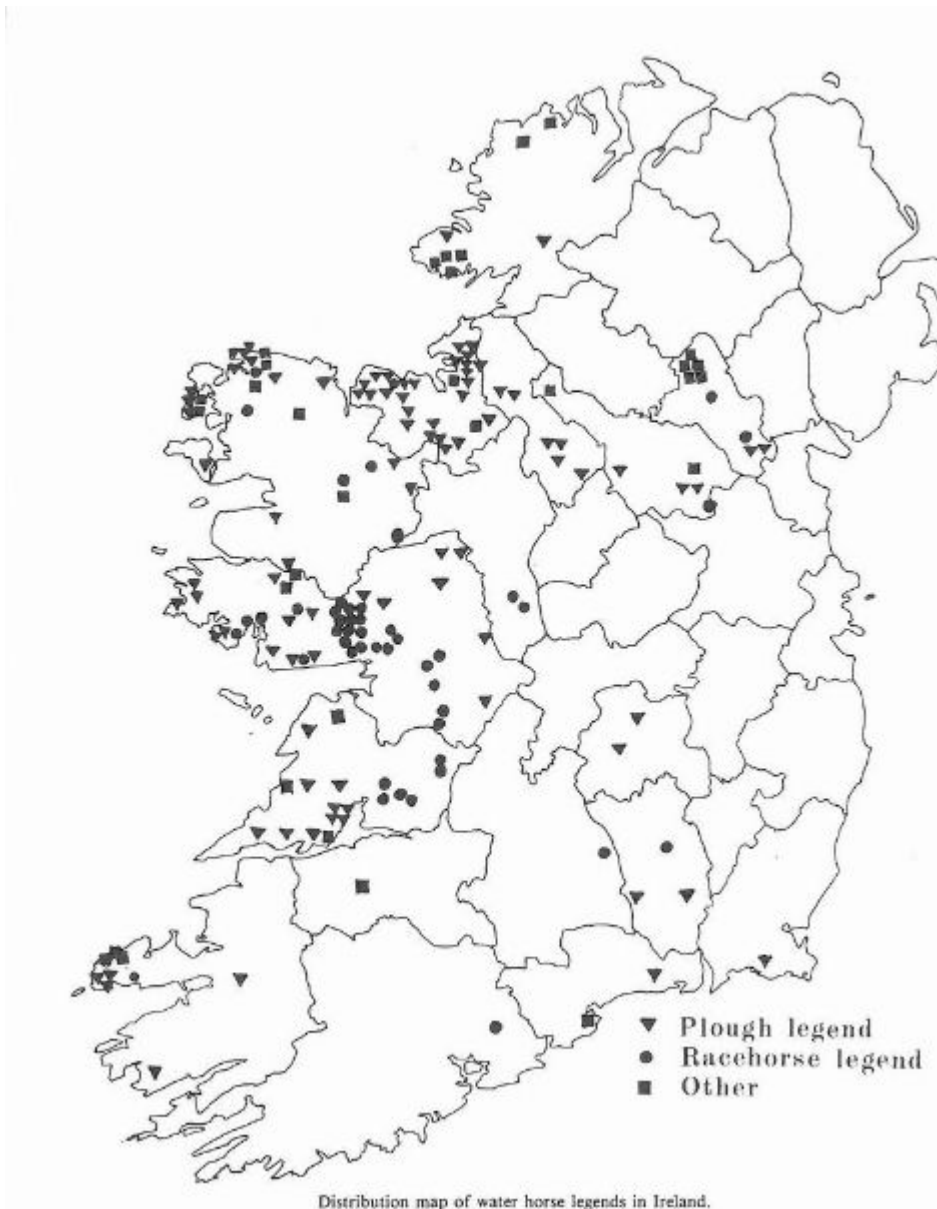 Plough legend
Racehorse legend
Other
Distribution map of water horse legends in Ireland.